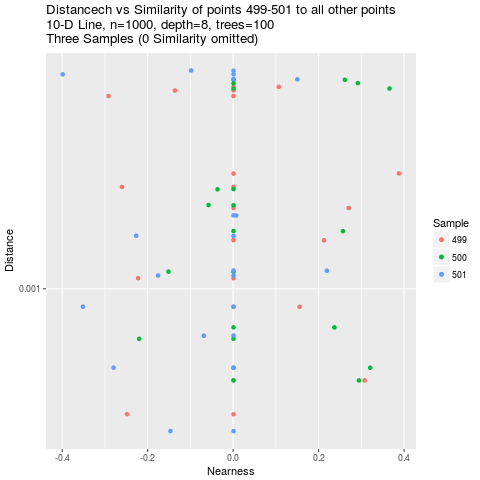 Distancech vs Similarity of points 499-501 to all other points
10-D Line, n=1000, depth=8, trees=100
Three Samples (0 Similarity omitted)
Distance
0.001
-0.4
-0.2
0.0
0.2
0.4
Nearness
Sample
499
500
501